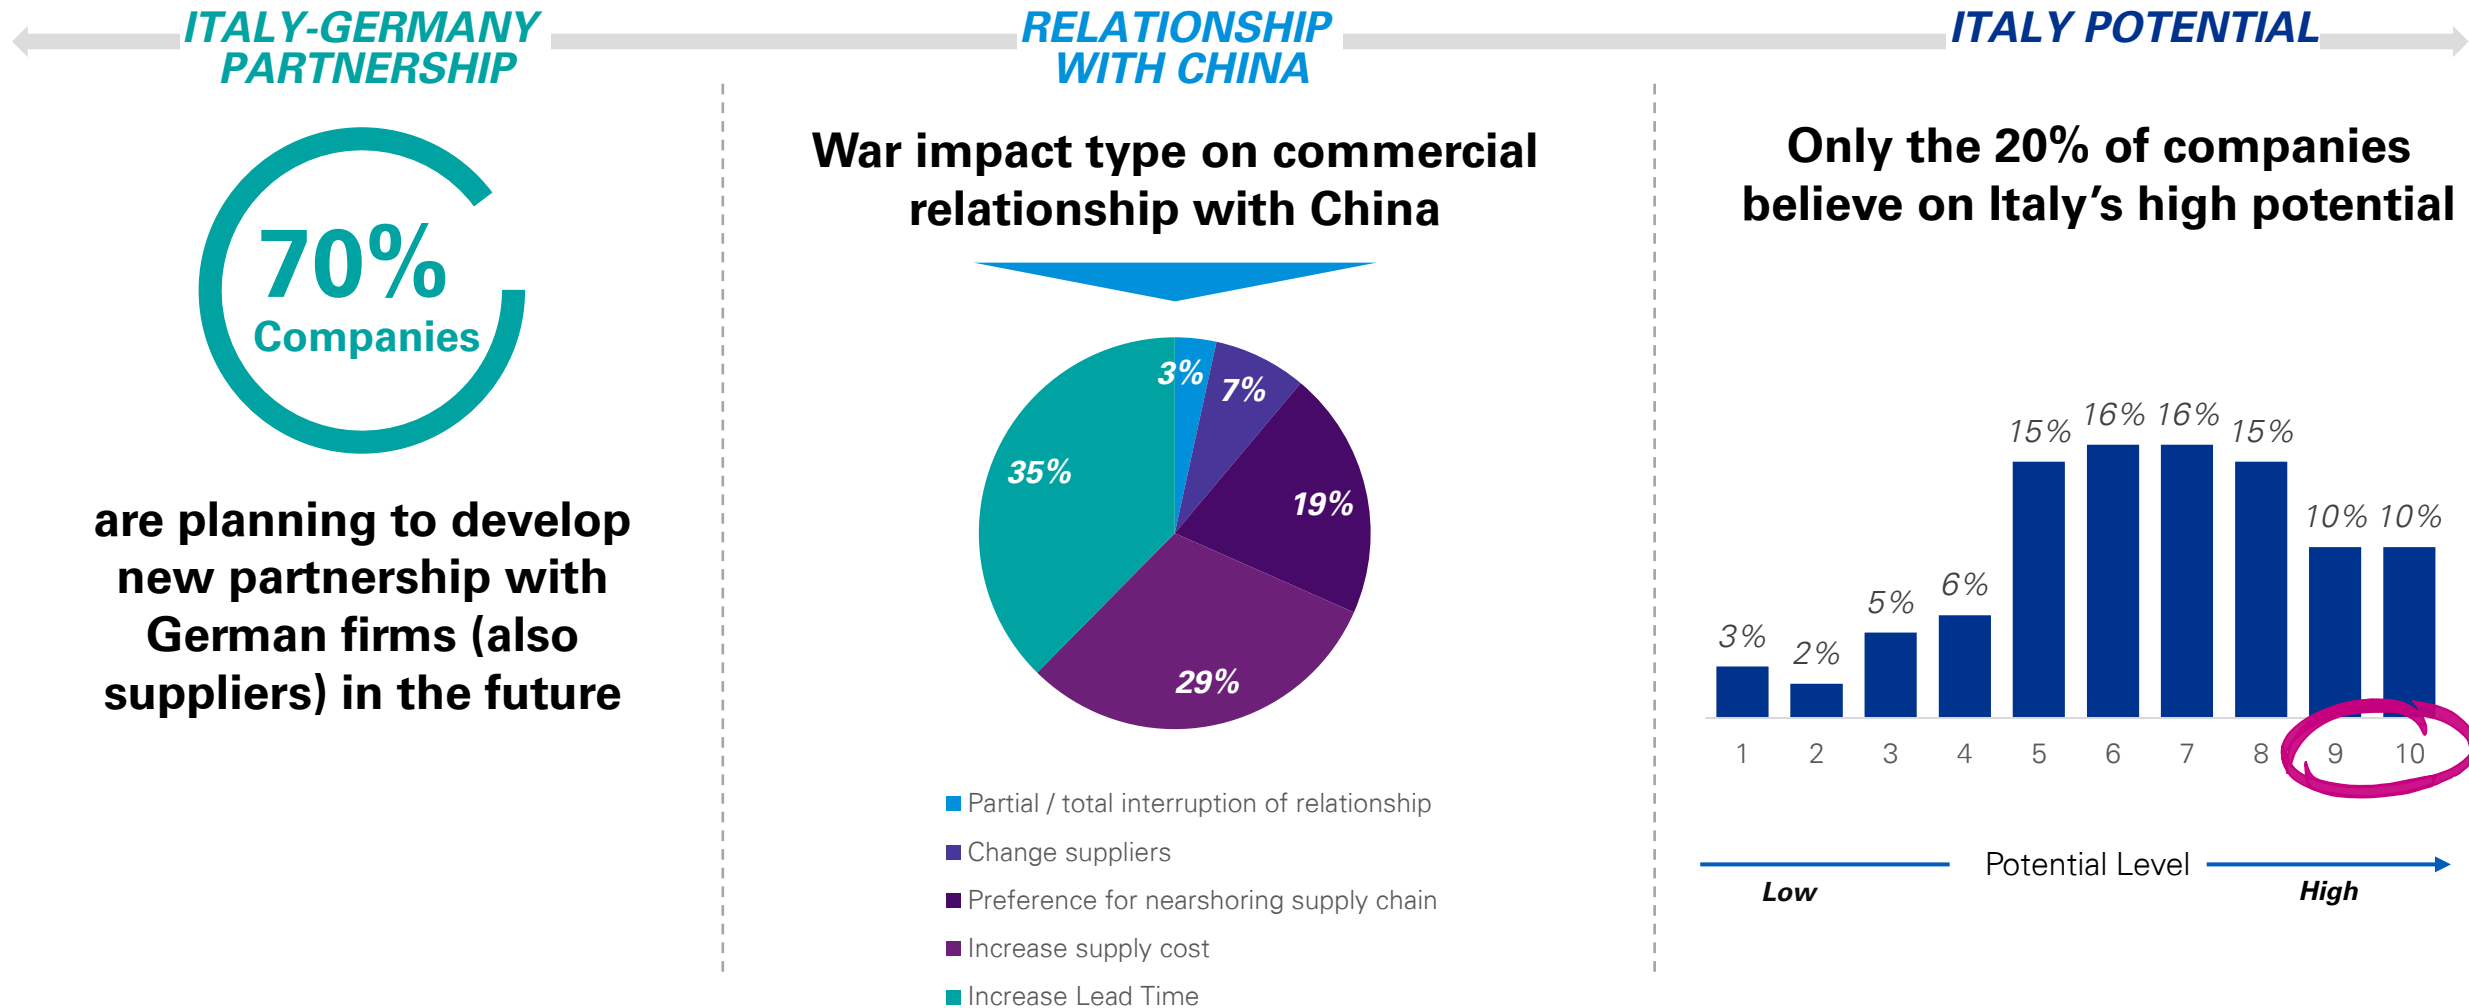 ITALY-GERMANY
PARTNERSHIP
70%
Companies
are planning to develop
new partnership with
German firms (also
suppliers) in the future
RELATIONSHIP
WITH CHINA
War impact type on commercial
relationship with China
3%
7%
19%
29%
35%
Partial / total interruption of relationship
Change suppliers
Preference for nearshoring supply chain
Increase supply cost
Increase Lead Time
ITALY POTENTIAL
Only the 20% of companies
believe on Italy’s high potential
3% 2% 5% 6% 15% 16% 16% 15% 10% 10%
1 2 3 4 5 6 7 8 9 10
Potential Level
Low High